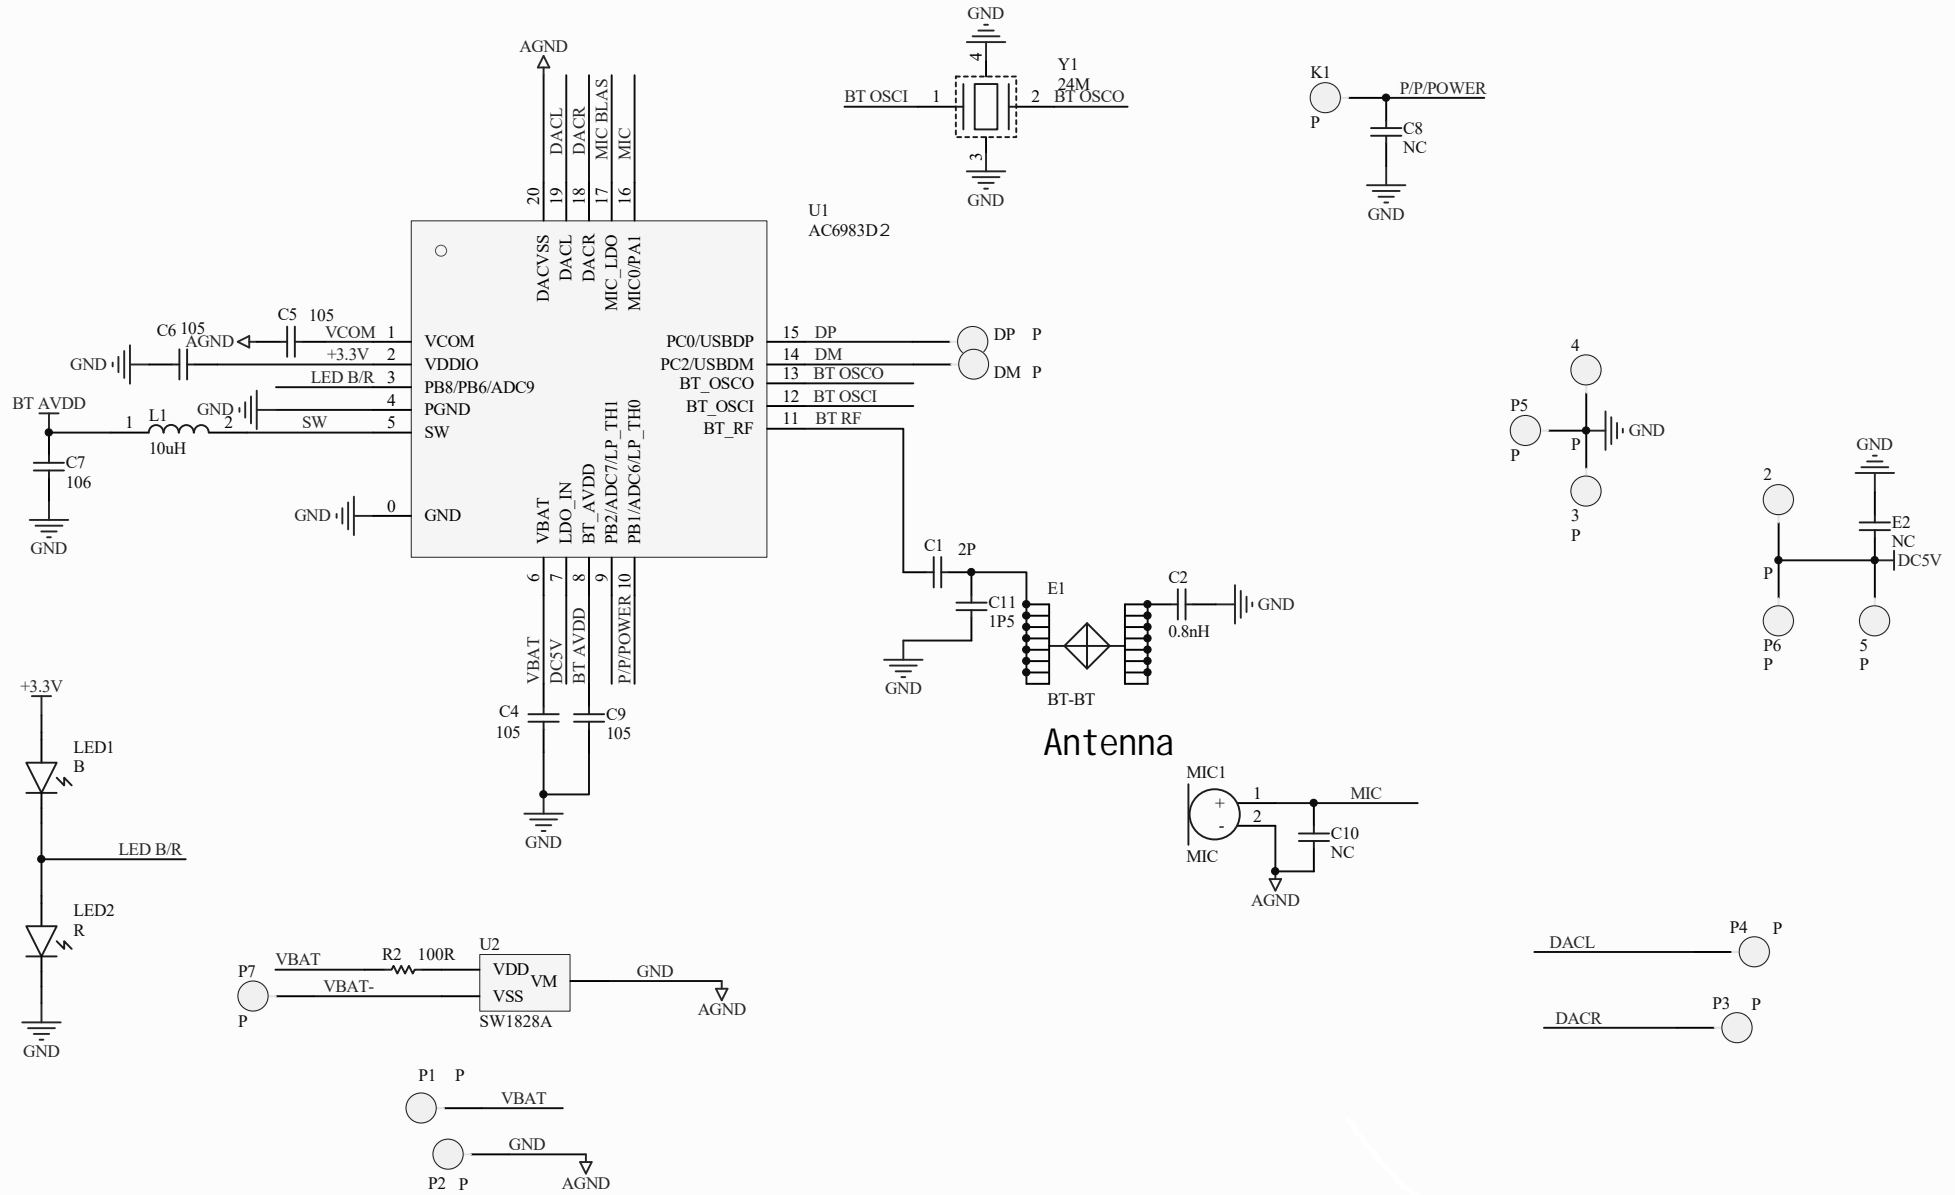 GND
4
BT OSCI 1
2 BT OSCO
Y1
24M
3
GND
K1
P
P/P/POWER
C8
NC
GND
AGND
DACL
DACR
MIC BLAS
MIC
20
19
18
17
16
U1
AC6983D2
DACVSS
DACL
DACR
MIC_LDO
MIC0/PA1
C5 105
C6 105
AGND
VCOM 1
VCOM
GND
+3.3V 2
VDDIO
LED B/R 3
PB8/PB6/ADC9
GND
4
PGND
BT AVDD
1
L1
2
SW
5
SW
10uH
C7
106
GND
GND
0
GND
PC0/USBDP
15 DP
DP P
PC2/USBDM
14 DM
DM P
BT_OSCO
13 BT OSCO
BT_OSCI
12 BT OSCI
BT_RF
11 BT RF
VBAT
LDO_IN
BT_AVDD
PB2/ADC7/LP_TH1
PB1/ADC6/LP_TH0
6
7
8
9
10
VBAT
DC5V
BT AVDD
P/P/POWER
C4
105
C9
105
GND
C1 2P
C11
1P5
GND
E1
BT-BT
C2
0.8nH
GND
Antenna
4
P5
P
P
GND
3
P
2
P
P6
P
GND
E2
NC
DC5V
5
P
+3.3V
LED1
B
LED B/R
LED2
R
GND
MIC1
+
-
1
2
MIC
MIC
C10
NC
AGND
P7
P
VBAT
R2 100R
VBAT-
U2
VDD
VM
VSS
SW1828A
GND
AGND
P1 P
VBAT
GND
P2 P
AGND
DACL
P4 P
DACR
P3 P